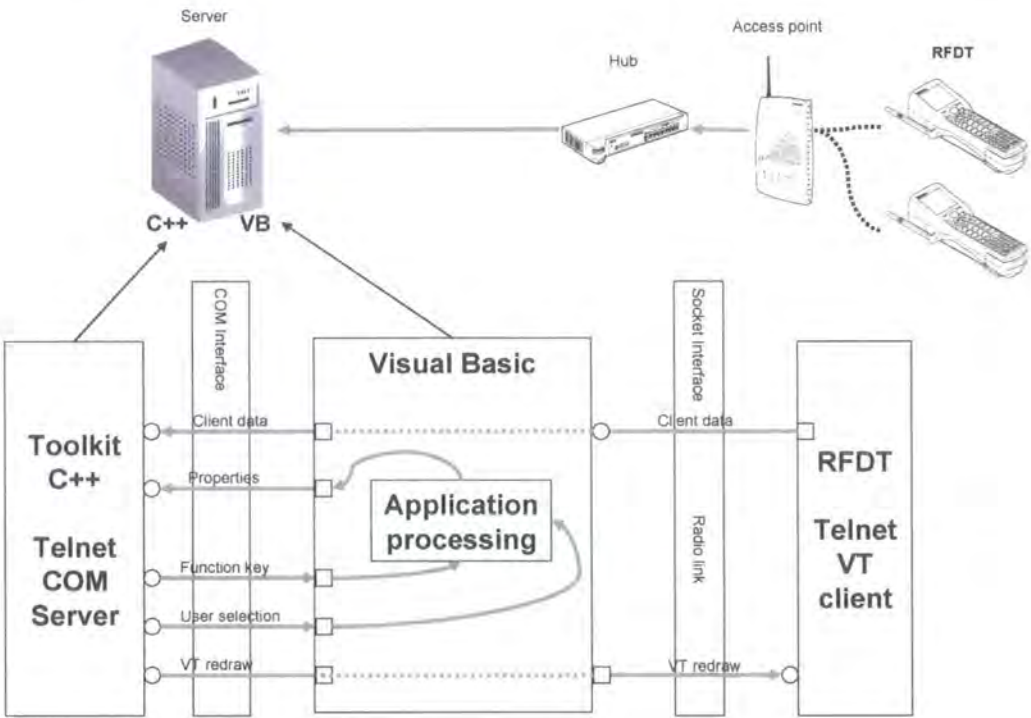 Server
Access point
Hub
RFDT
C++ VB
COM Interface
Socket Interface
Visual Basic
Client data
Client data
Toolkit
C++
Properties
RFDT
Application
processing
Radio link
Telnet
COM
Server
Telnet
VT
client
Function key
User selection
VT redraw
VT redraw